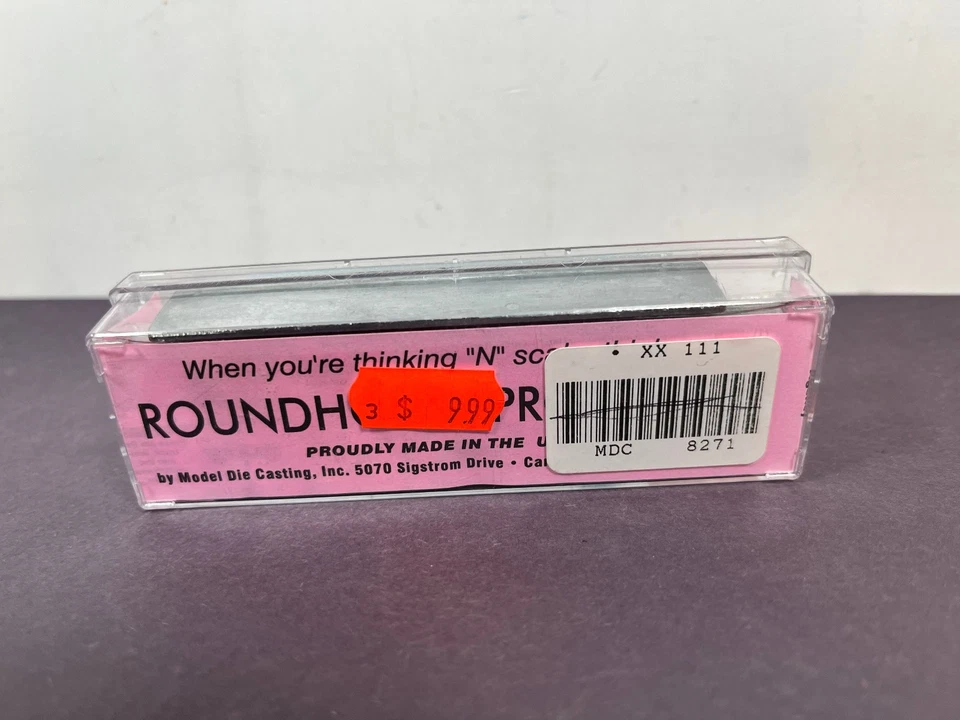 When you're thinking "N" sc
ROUNDH PR
PROUDLY MADE IN THE U
by Model Die Casting, Inc. 5070 Sigstrom Drive • Car
3 $ 9.99
• XX 111
MDC 8271